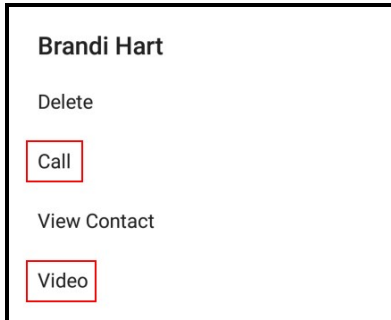 Brandi Hart
Delete
Call
View Contact
Video